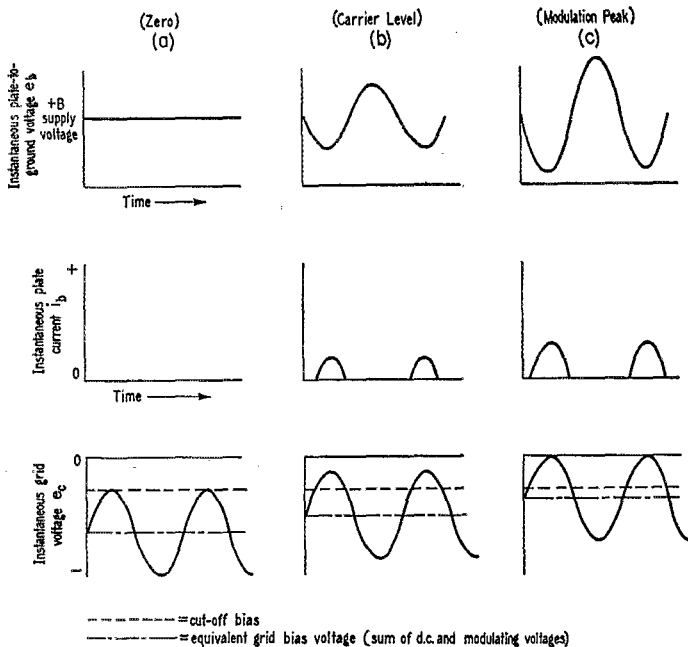 (Zero)
(a)
(Carrier Level)
(b)
(Modulation Peak)
(c)
Instantaneous plate-to-
ground voltage e_b
+B
supply
voltage
Time
Instantaneous plate
current i_b
+
0
Time
Instantaneous grid
voltage e_c
0
−
=cut-off bias
=equivalent grid bias voltage (sum of d.c. and modulating voltages)